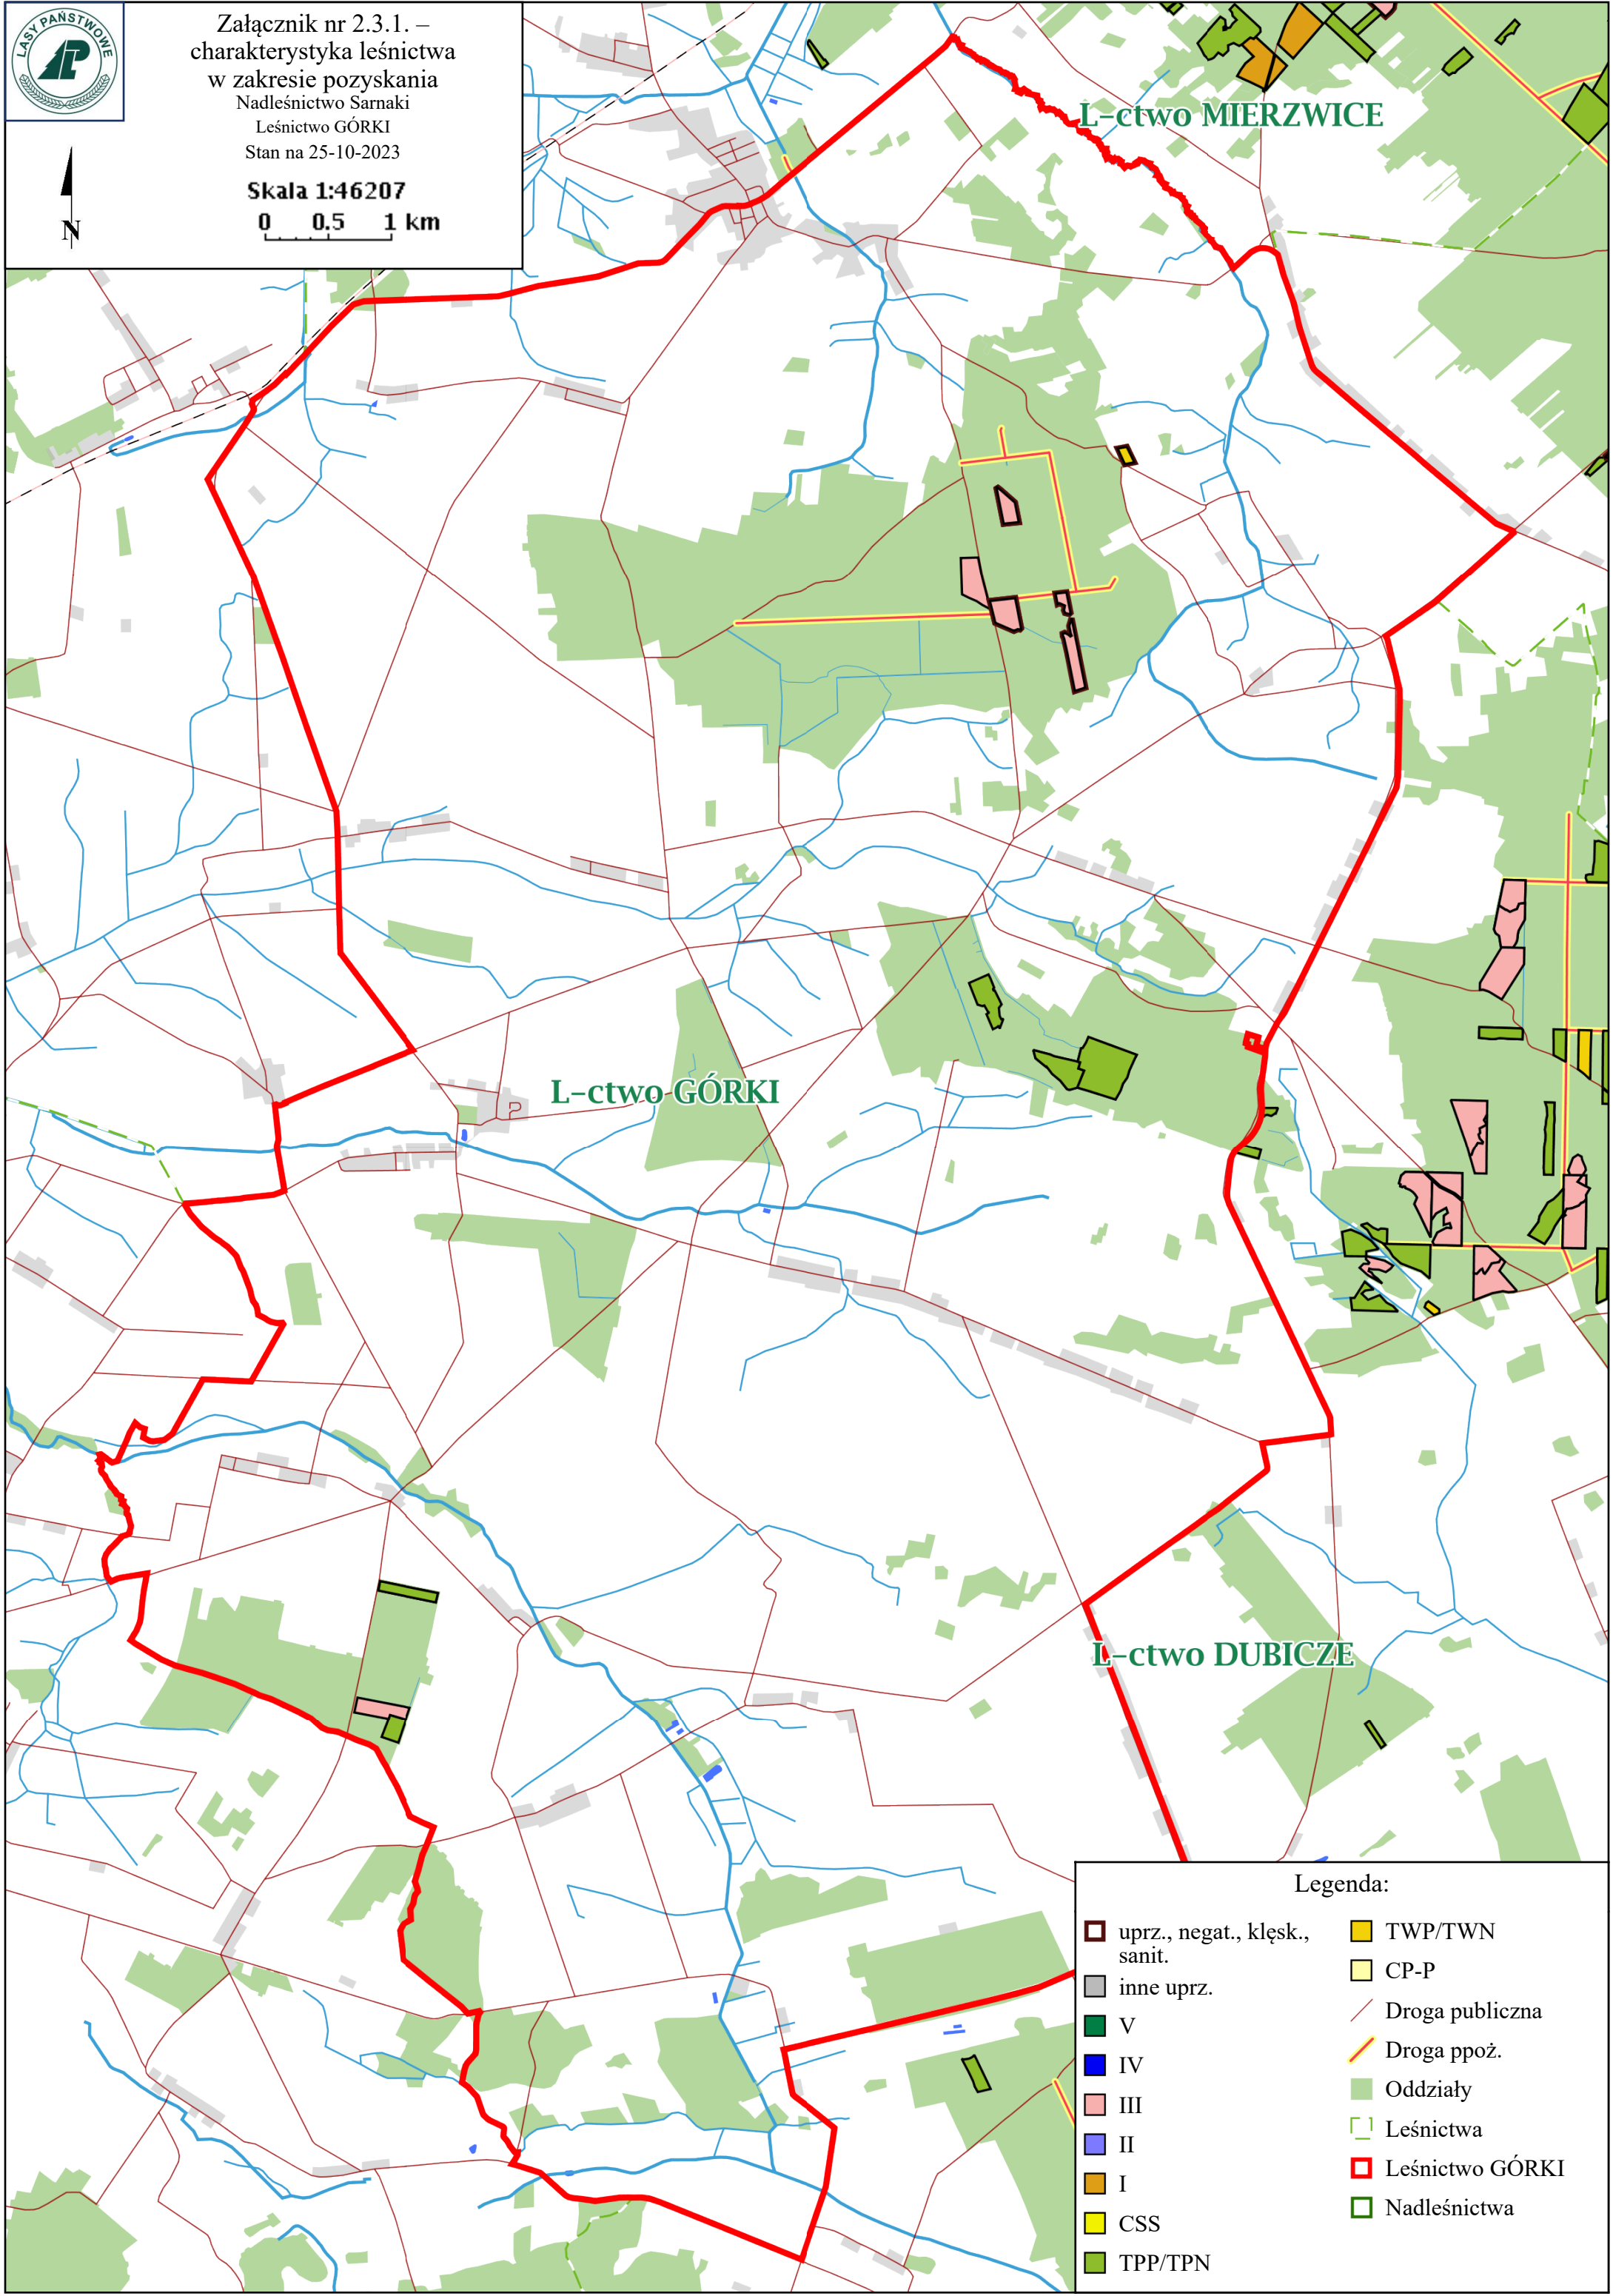 LASY PAŃSTWOWE
Załącznik nr 2.3.1. –
charakterystyka leśnictwa
w zakresie pozyskania
Nadleśnictwo Sarnaki
Leśnictwo GÓRKI
Stan na 25-10-2023
Skala 1:46207
0 0.5 1 km
N
L-ctwo MIERZWICE
L-ctwo GÓRKI
L-ctwo DUBICZE
Legenda:
uprz., negat., klęsk.,
sanit.
inne uprz.
V
IV
III
II
I
CSS
TPP/TPN
TWP/TWN
CP-P
Droga publiczna
Droga ppoż.
Oddziały
Leśnictwa
Leśnictwo GÓRKI
Nadleśnictwa